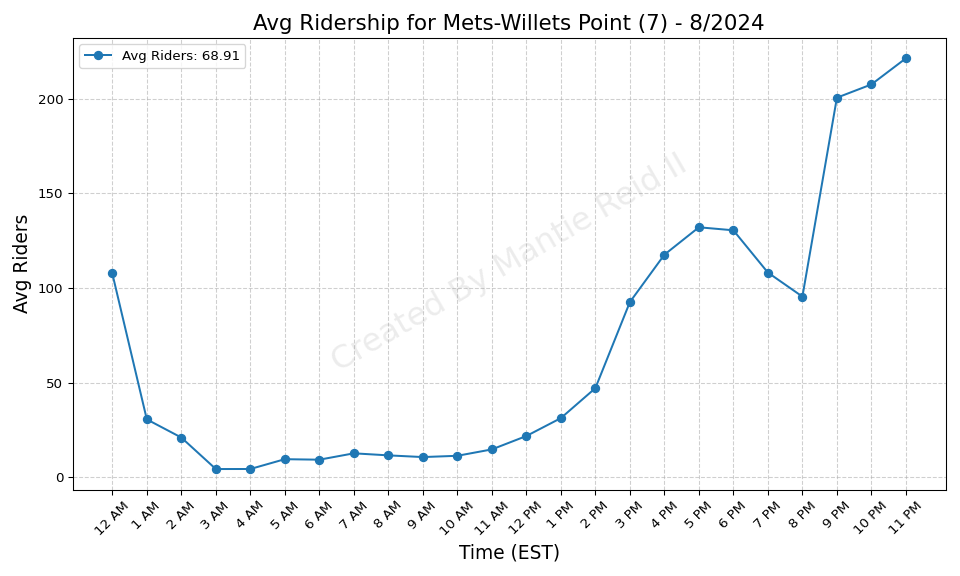 Avg Ridership for Mets-Willets Point (7) - 8/2024
Avg Riders: 68.91
Avg Riders
200
150
100
50
0
Created By Mantle Reid II
12 AM
1 AM
2 AM
3 AM
4 AM
5 AM
6 AM
7 AM
8 AM
9 AM
10 AM
11 AM
12 PM
1 PM
2 PM
3 PM
4 PM
5 PM
6 PM
7 PM
8 PM
9 PM
10 PM
11 PM
Time (EST)